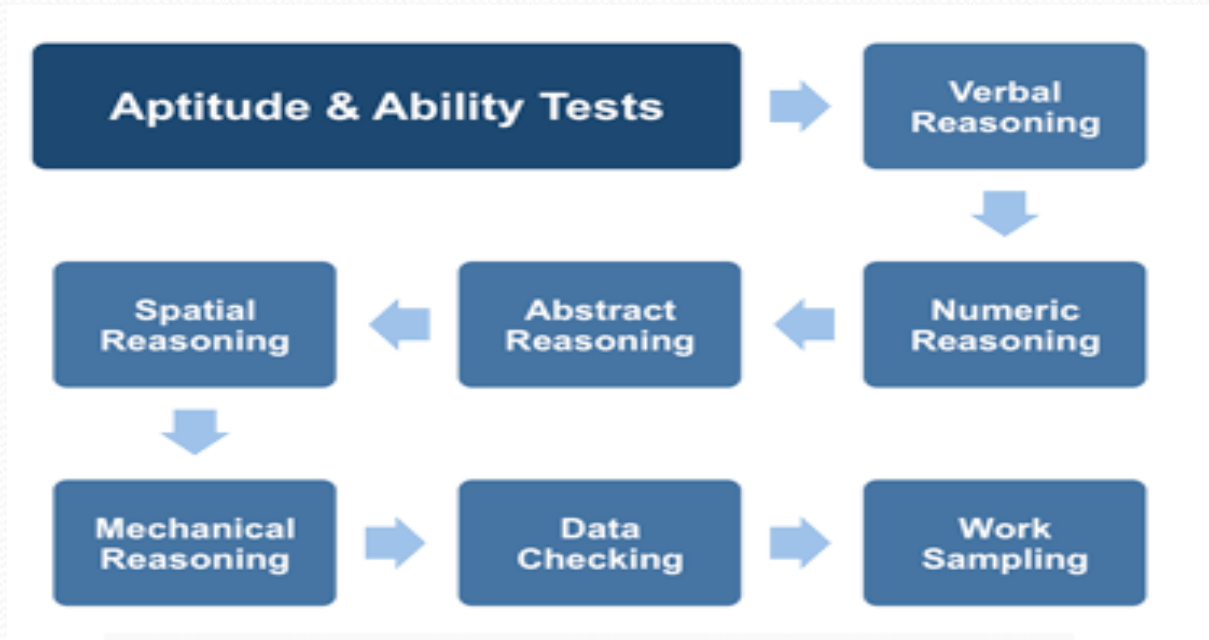 Aptitude & Ability Tests
Verbal
Reasoning
Numeric
Reasoning
Abstract
Reasoning
Spatial
Reasoning
Mechanical
Reasoning
Data
Checking
Work
Sampling